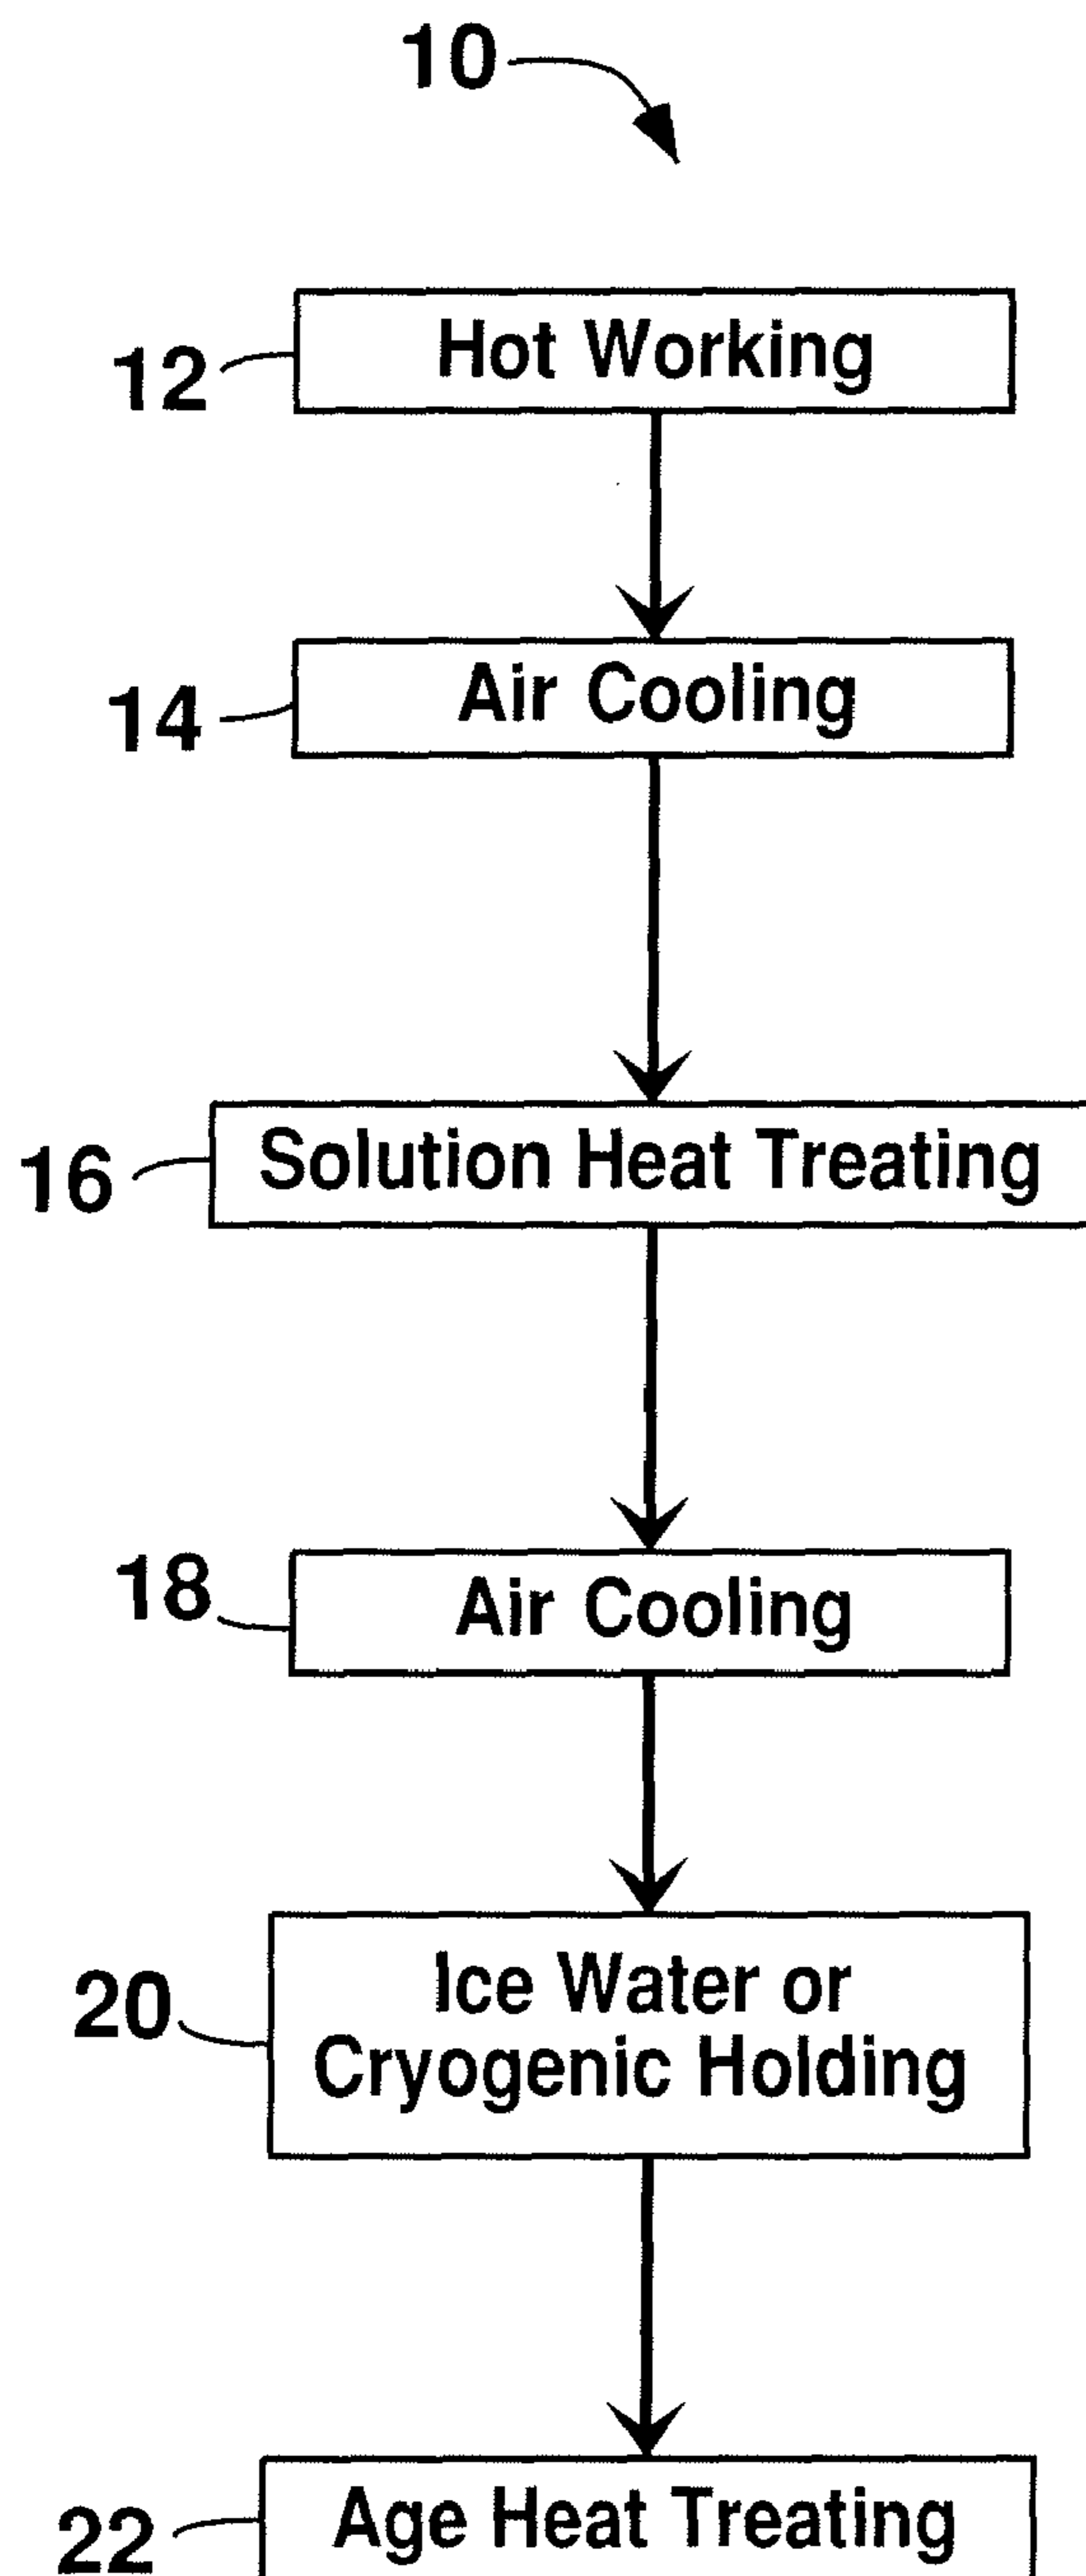 10
12 Hot Working
14 Air Cooling
16 Solution Heat Treating
18 Air Cooling
Ice Water or
20 Cryogenic Holding
22 Age Heat Treating